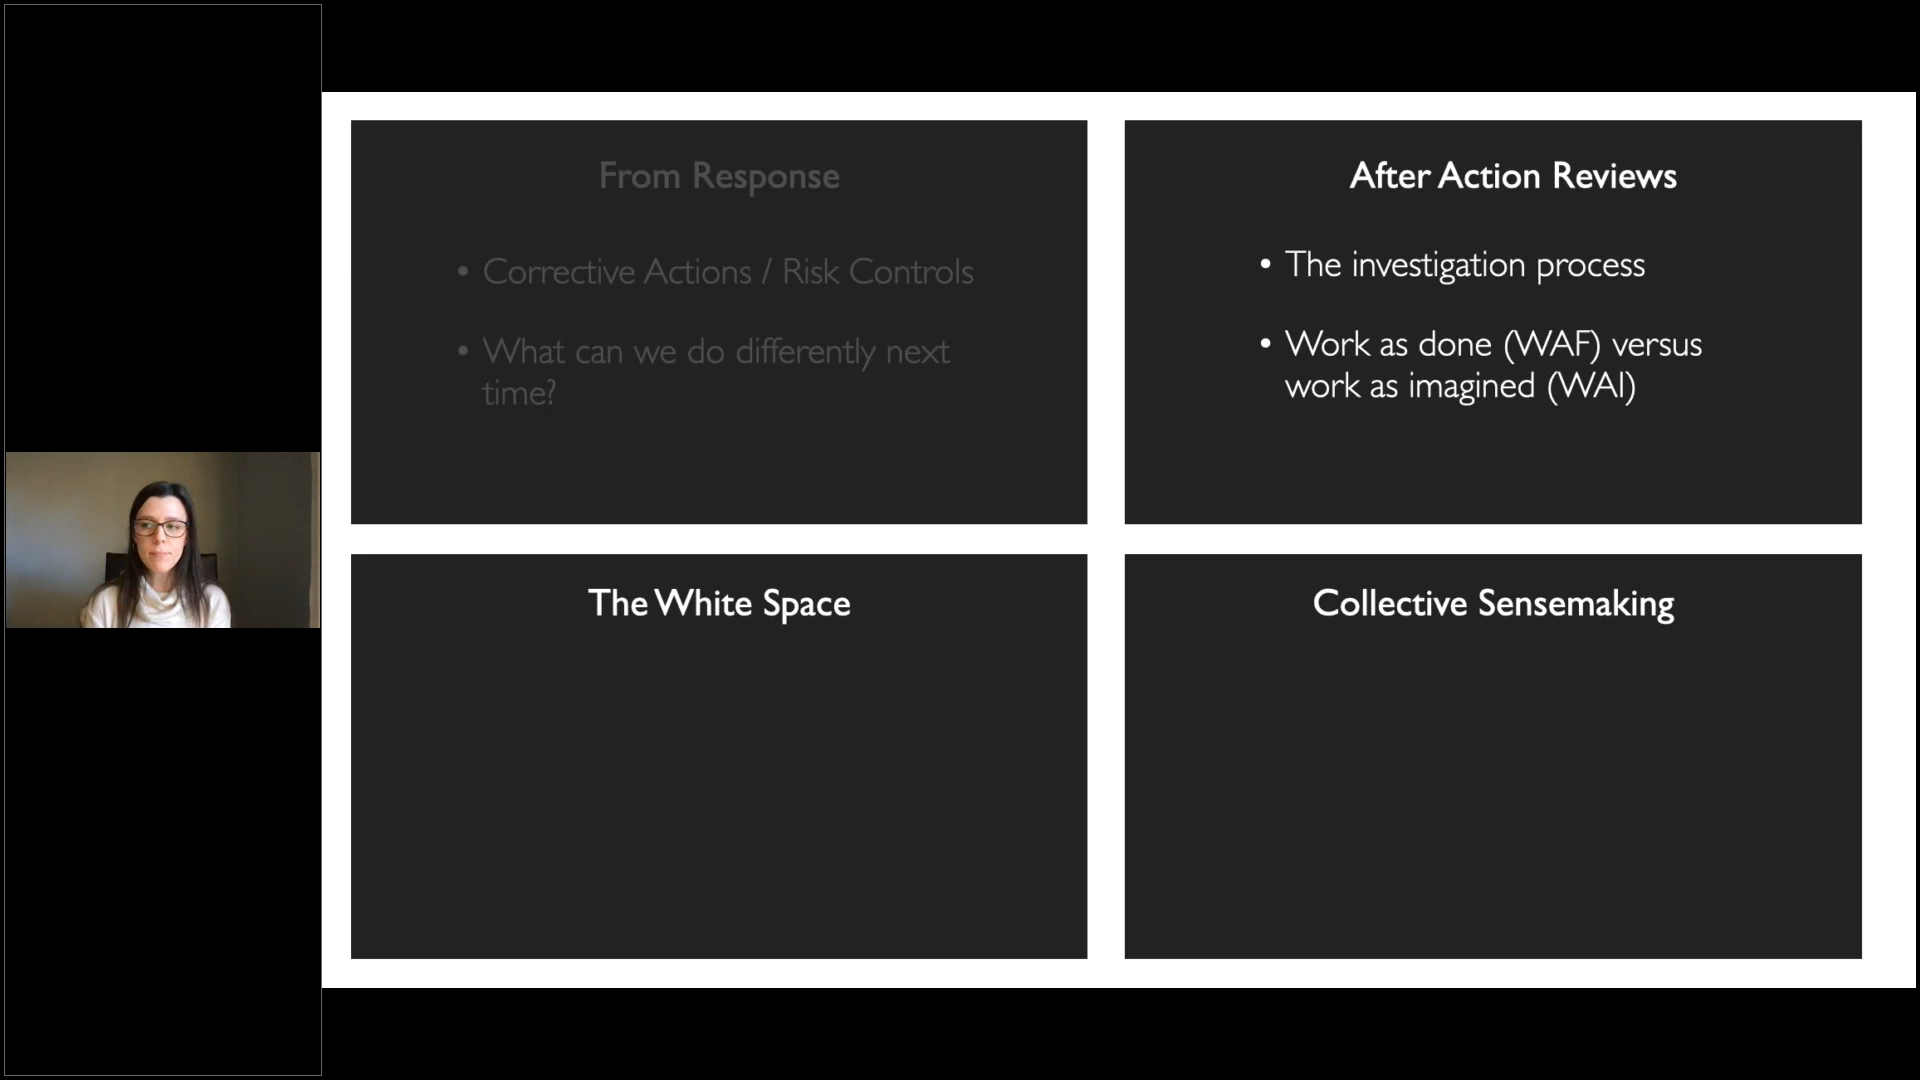 From Response
• Corrective Actions / Risk Controls
• What can we do differently next
time?
After Action Reviews
• The investigation process
• Work as done (WAF) versus
work as imagined (WAI)
The White Space
Collective Sensemaking